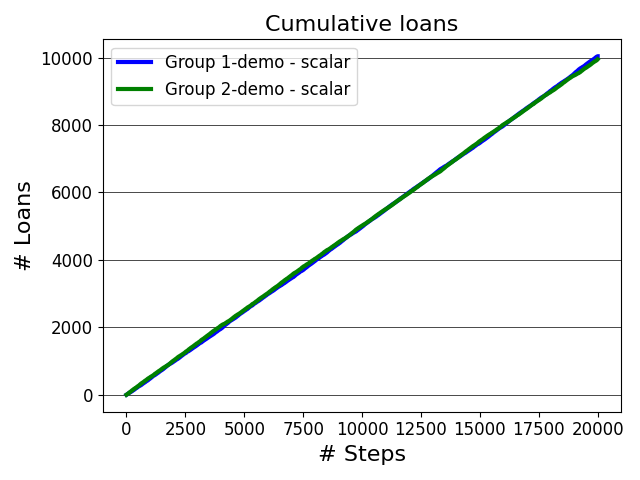 Cumulative loans
Group 1-demo - scalar
Group 2-demo - scalar
# Loans
10000
8000
6000
4000
2000
0
0 2500 5000 7500 10000 12500 15000 17500 20000
# Steps